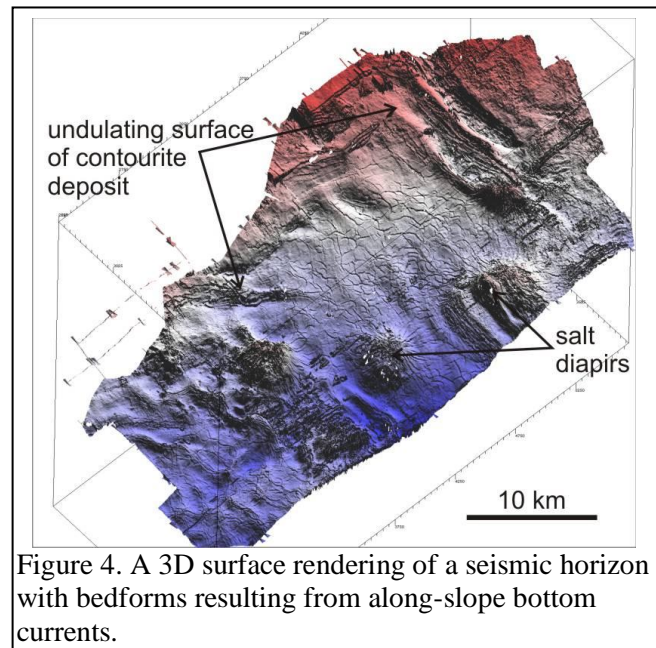 undulating surface
of contourite
deposit
salt
diapirs
10 km
Figure 4. A 3D surface rendering of a seismic horizon
with bedforms resulting from along-slope bottom
currents.